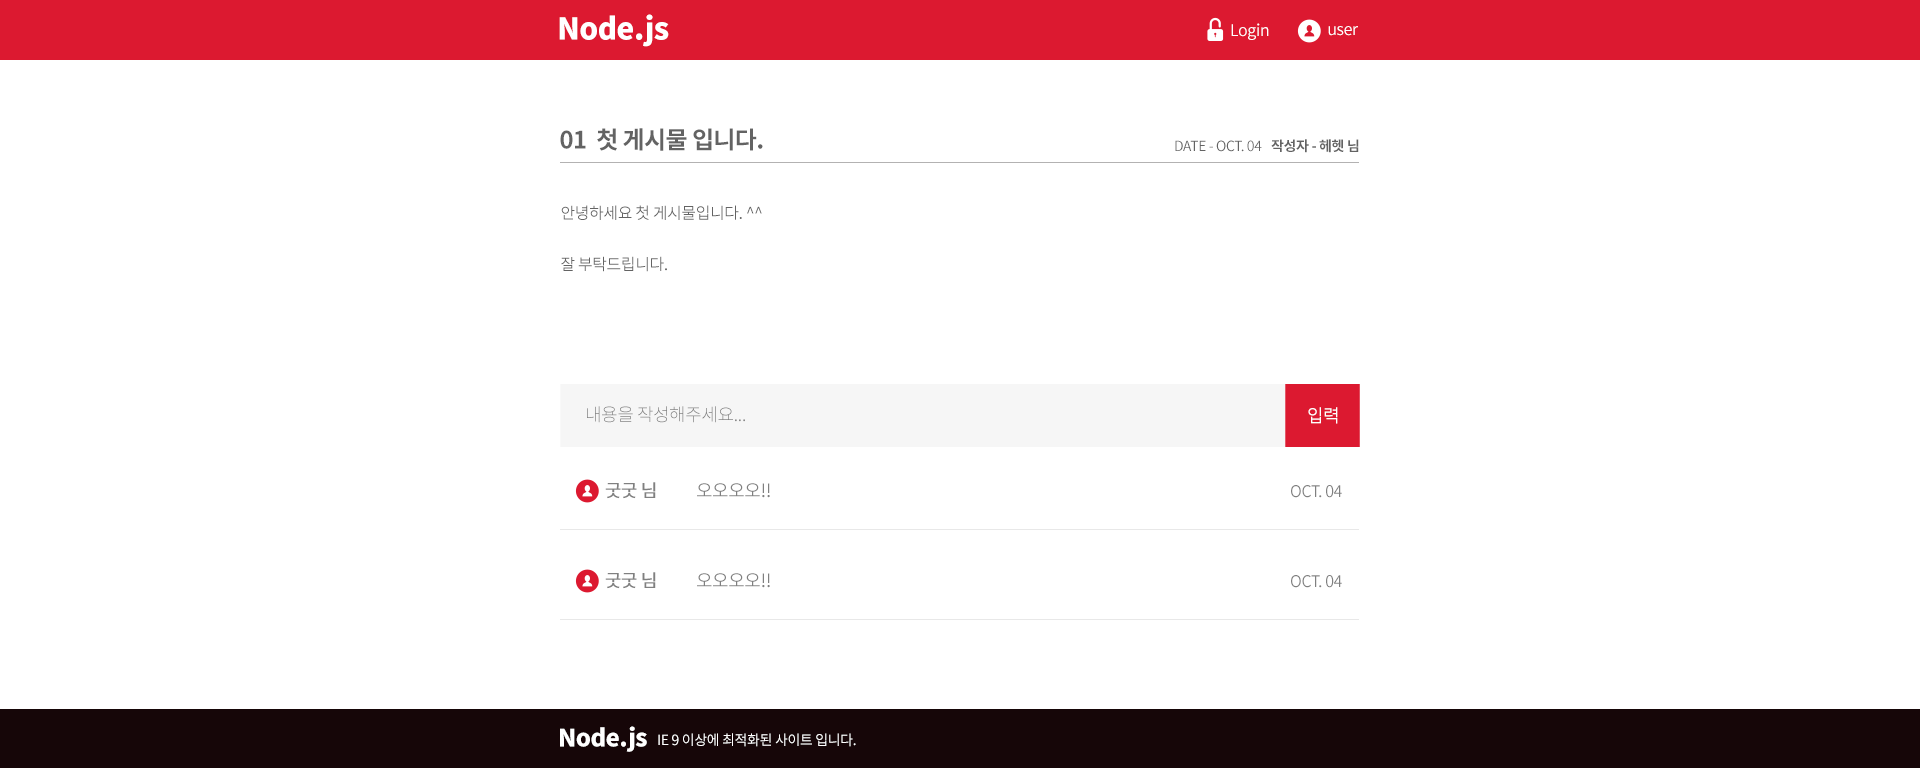 Node.js Login user
01 첫 게시물 입니다. DATE - OCT. 04 작성자 - 헤헷 님
안녕하세요 첫 게시물입니다. ^^
잘 부탁드립니다.
내용을 작성해주세요... 입력
굿굿 님 오오오오!! OCT. 04
굿굿 님 오오오오!! OCT. 04
Node.js IE 9 이상에 최적화된 사이트 입니다.